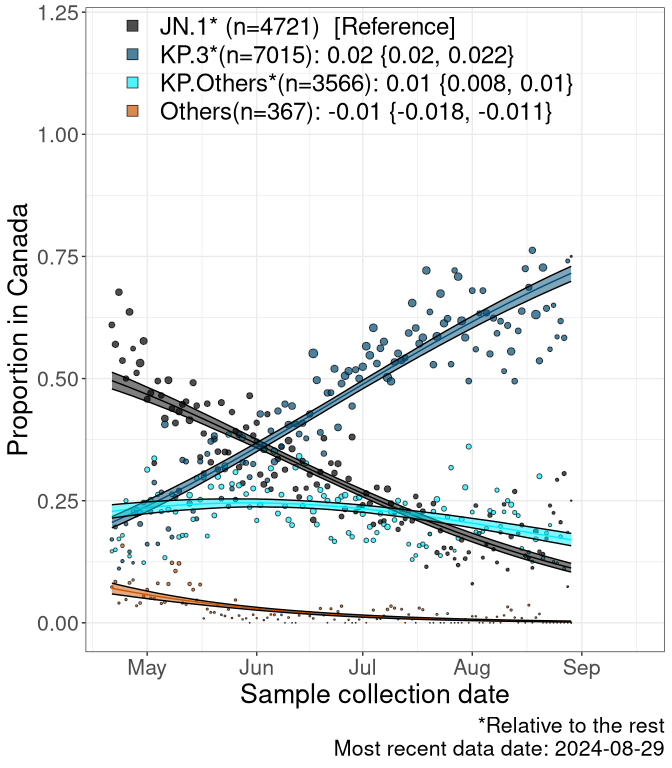 JN.1* (n=4721)  [Reference]
KP.3*(n=7015): 0.02 {0.02, 0.022}
KP.Others*(n=3566): 0.01 {0.008, 0.01}
Others(n=367): -0.01 {-0.018, -0.011}
1.25
1.00
0.75
0.50
0.25
0.00
Proportion in Canada
May Jun Jul Aug Sep
Sample collection date
*Relative to the rest
Most recent data date: 2024-08-29